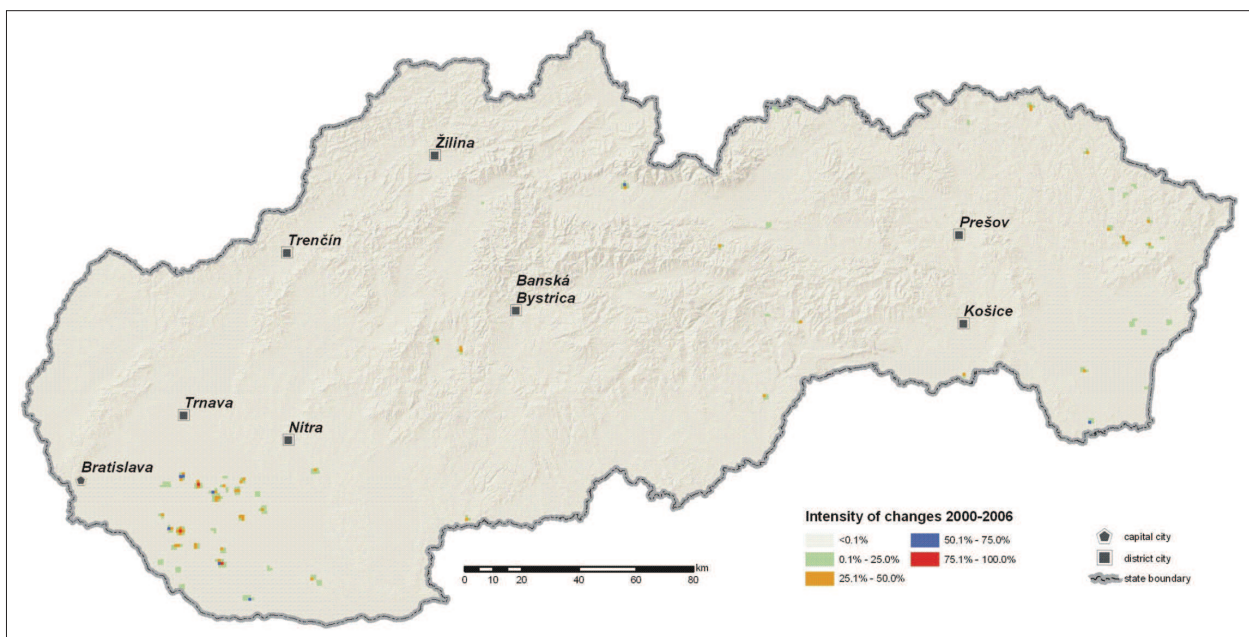 Žilina
Trenčín
Prešov
Banská
Bystrica
Košice
Trnava
Nitra
Bratislava
Intensity of changes 2000-2006
<0.1%
0.1% - 25.0%
25.1% - 50.0%
50.1% - 75.0%
75.1% - 100.0%
capital city
district city
state boundary
km
0 5 10 20 40 60 80